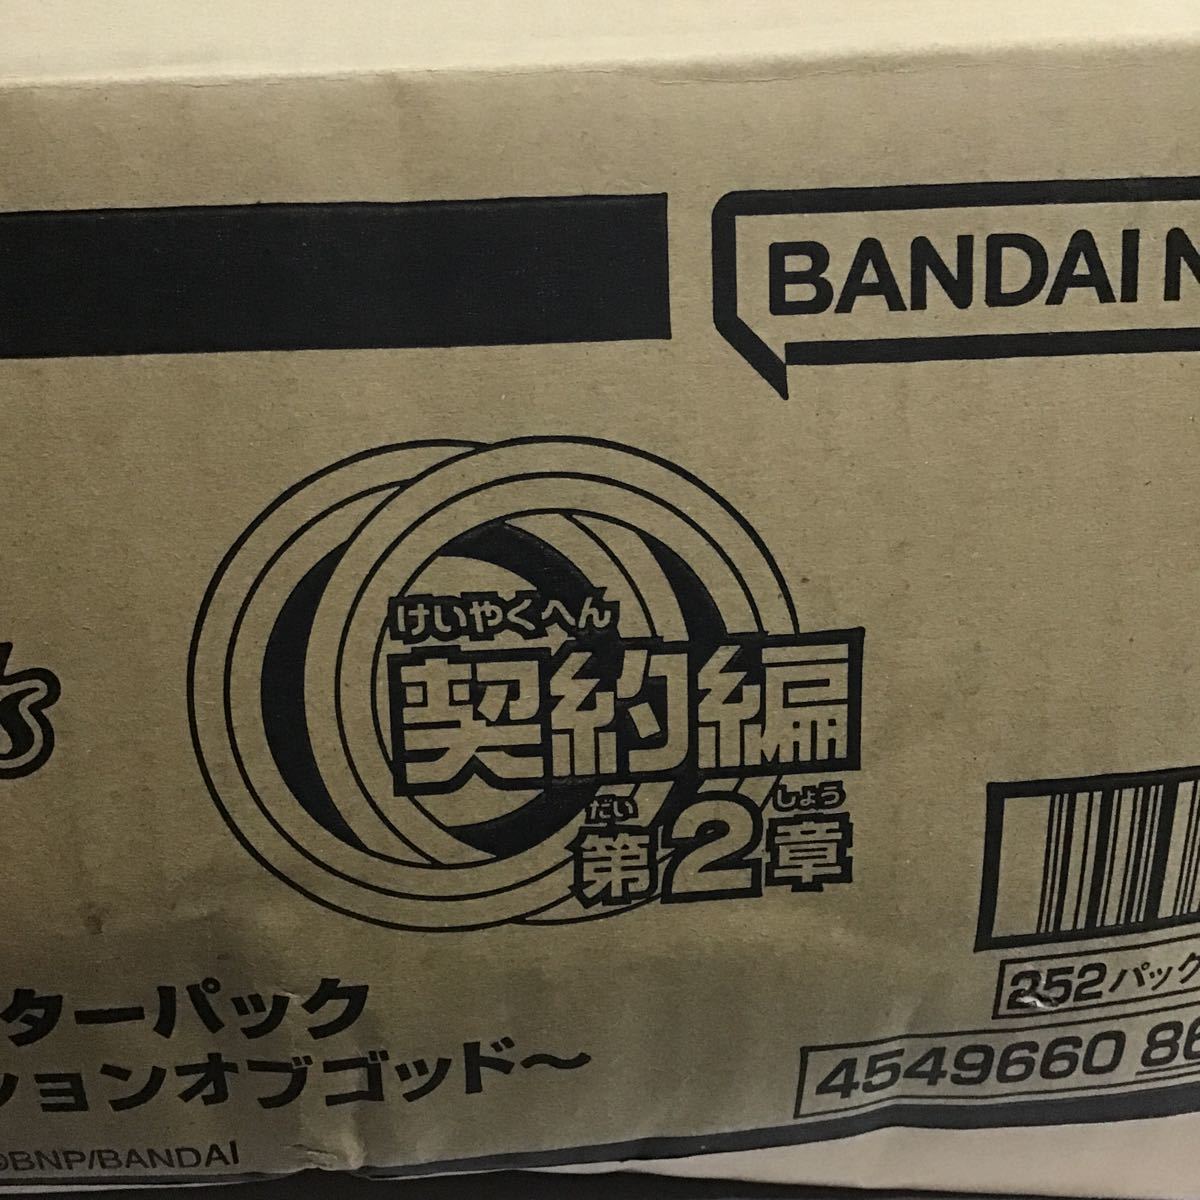 BANDAI N
けいやくへん
契約編
だい しょう
第2章
252パック
ターパック
ションオブゴッド～
4549660 86
©BNP/BANDAI